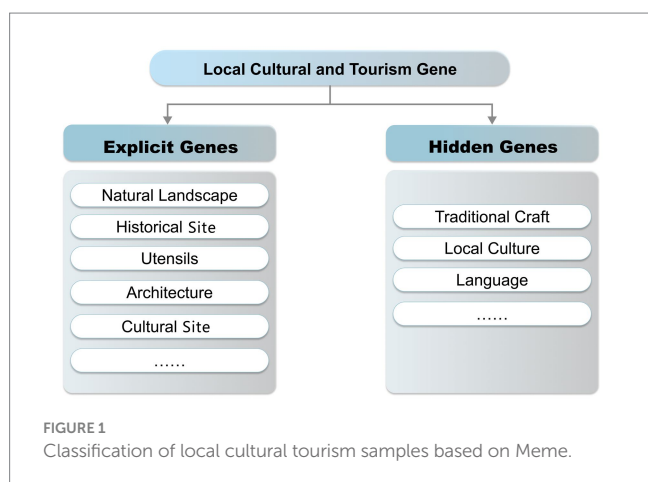 Local Cultural and Tourism Gene
Explicit Genes
Natural Landscape
Historical Site
Utensils
Architecture
Cultural Site
......
Hidden Genes
Traditional Craft
Local Culture
Language
......
FIGURE 1
Classification of local cultural tourism samples based on Meme.